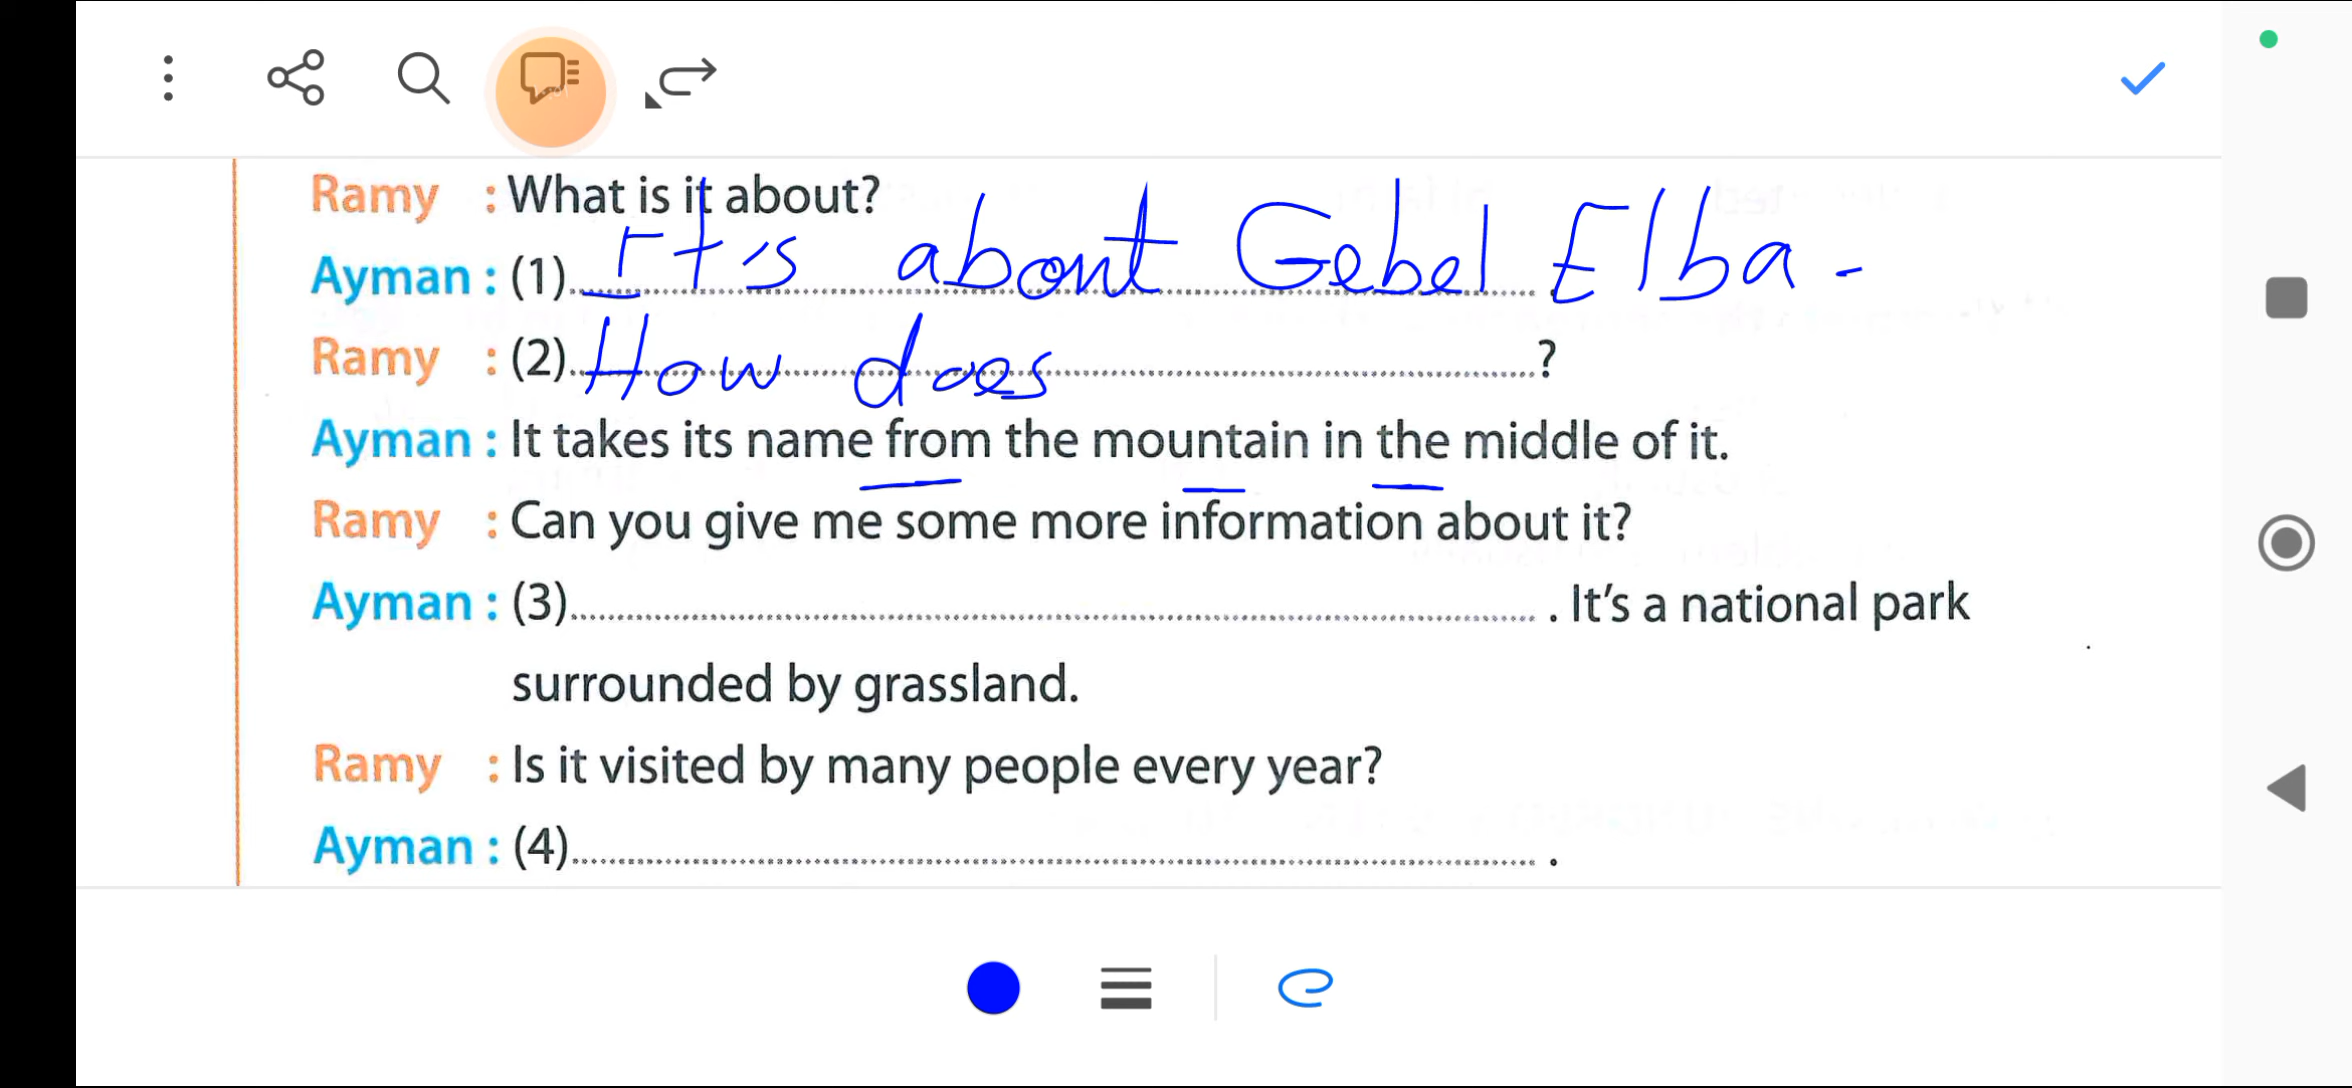 Ramy : What is it about?
Ayman : (1) It's about Gebel Elba.
Ramy : (2) How does ?
Ayman : It takes its name from the mountain in the middle of it.
Ramy : Can you give me some more information about it?
Ayman : (3) . It's a national park
surrounded by grassland.
Ramy : Is it visited by many people every year?
Ayman : (4) .